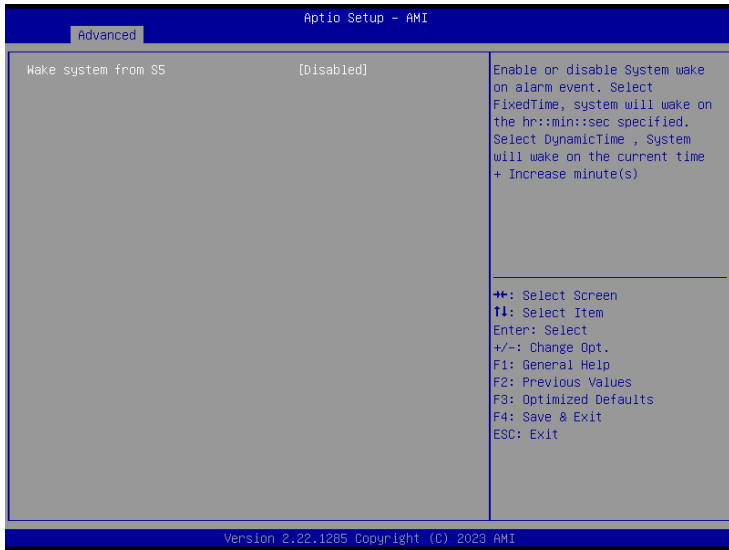 Aptio Setup - AMI
Advanced
Wake system from S5 [Disabled]
Enable or disable System wake
on alarm event. Select
FixedTime, system will wake on
the hr::min::sec specified.
Select DynamicTime , System
will wake on the current time
+ Increase minute(s)
→←: Select Screen
↑↓: Select Item
Enter: Select
+/-: Change Opt.
F1: General Help
F2: Previous Values
F3: Optimized Defaults
F4: Save & Exit
ESC: Exit
Version 2.22.1285 Copyright (C) 2023 AMI